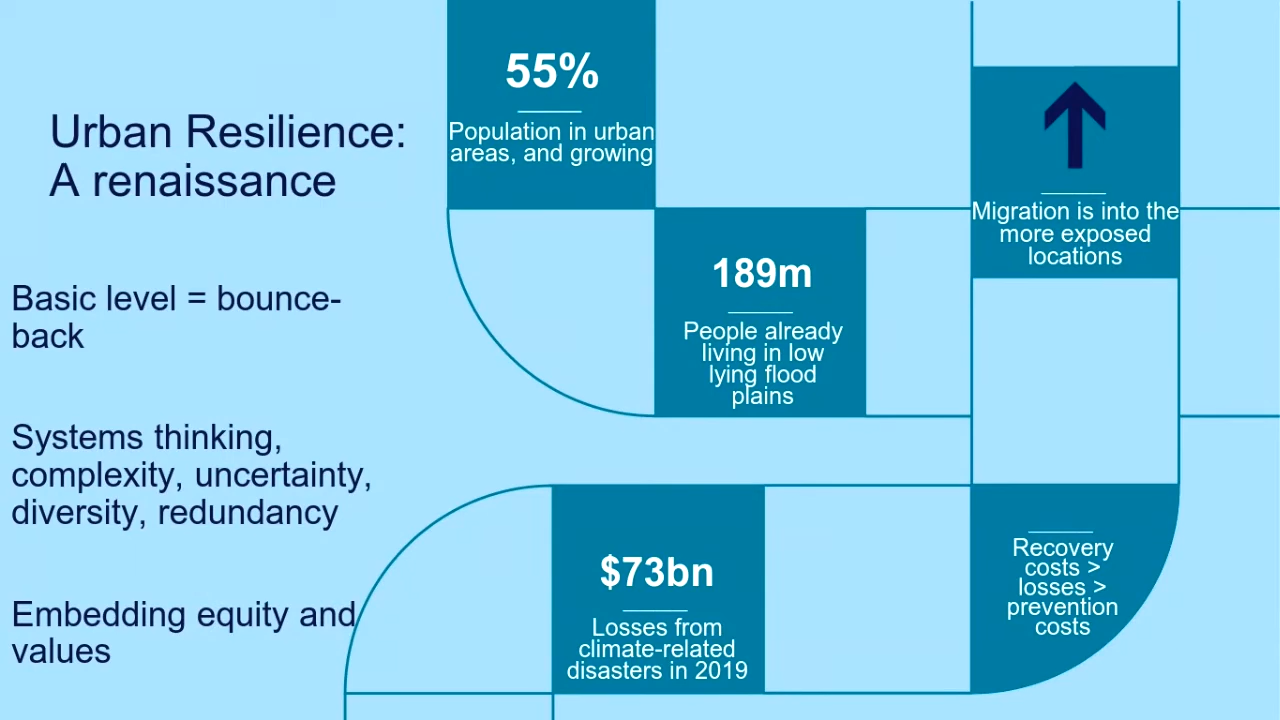 Urban Resilience:
A renaissance
Basic level = bounce-
back
Systems thinking,
complexity, uncertainty,
diversity, redundancy
Embedding equity and
values
55%
Population in urban
areas, and growing
189m
People already
living in low
lying flood
plains
Migration is into the
more exposed
locations
$73bn
Losses from
climate-related
disasters in 2019
Recovery
costs >
losses >
prevention
costs